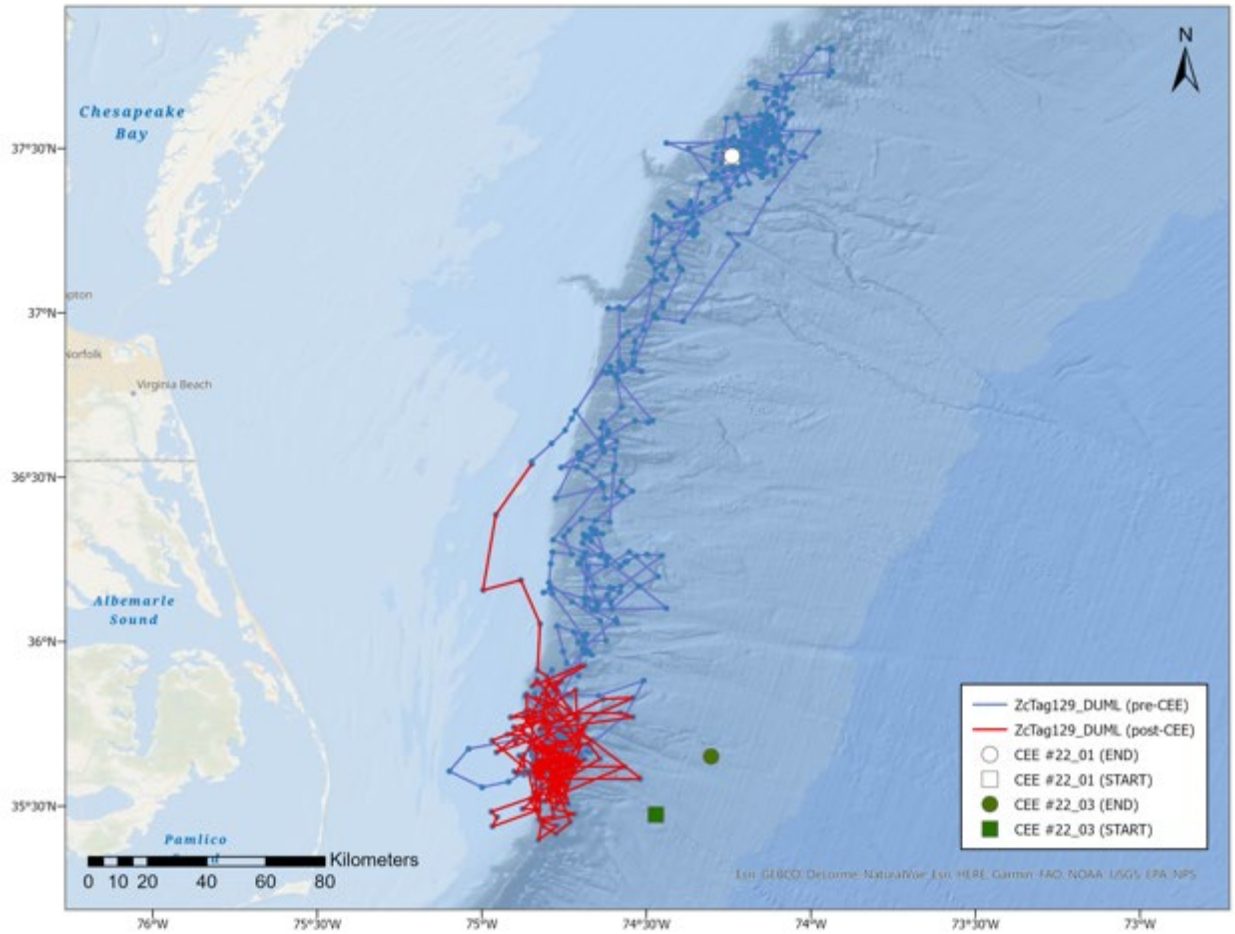 N
Chesapeake
Bay
37°30'N
pton
37°N
Norfolk
Virginia Beach
36°30'N
Albemarle
Sound
36°N
ZcTag129_DUML (pre-CEE)
ZcTag129_DUML (post-CEE)
CEE #22_01 (END)
CEE #22_01 (START)
CEE #22_03 (END)
CEE #22_03 (START)
35°30'N
Pamlico
Kilometers
0 10 20 40 60 80
Esri, GEBCO, DeLorme, NaturalVue, Esri, HERE, Garmin, FAO, NOAA, USGS, EPA, NPS
76°W 75°30'W 75°W 74°30'W 74°W 73°30'W 73°W